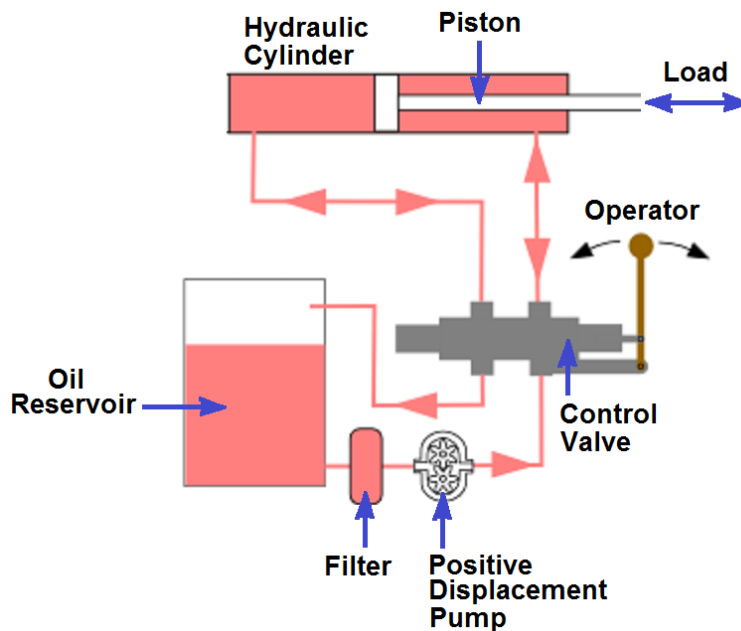 Hydraulic
Cylinder
Piston
Load
Operator
Oil
Reservoir
Control
Valve
Filter
Positive
Displacement
Pump